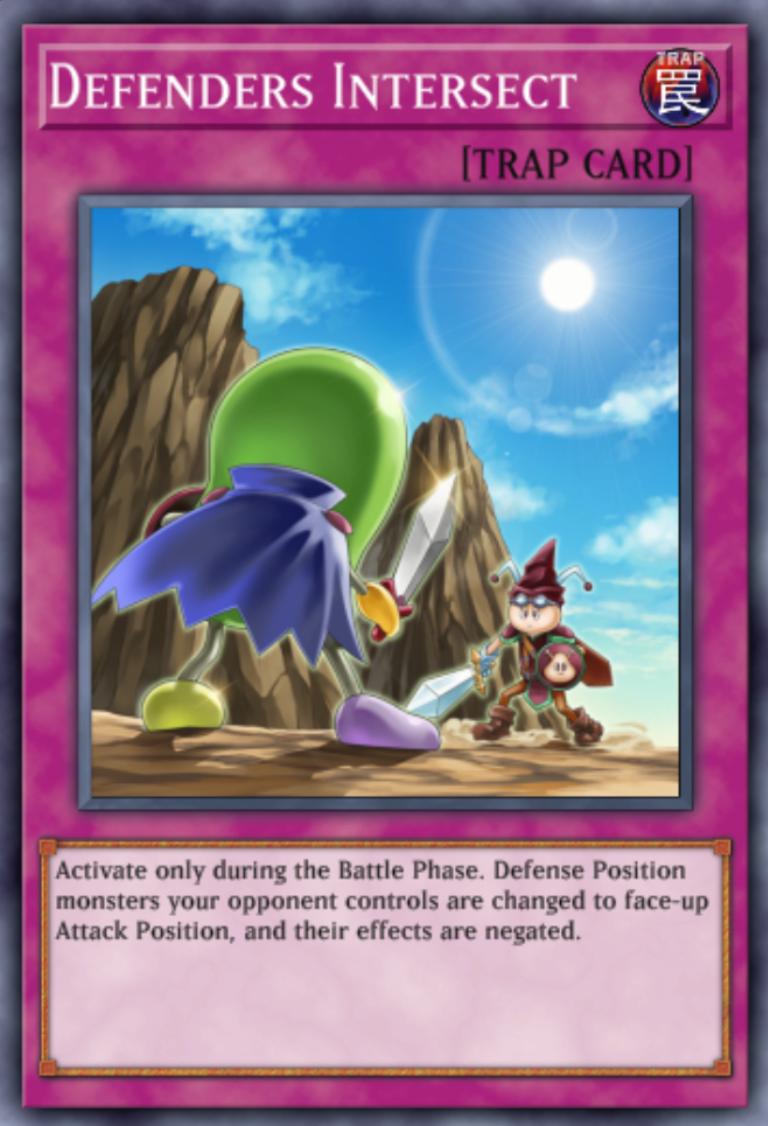 Defenders Intersect
TRAP
罠
[TRAP CARD]
Activate only during the Battle Phase. Defense Position
monsters your opponent controls are changed to face-up
Attack Position, and their effects are negated.